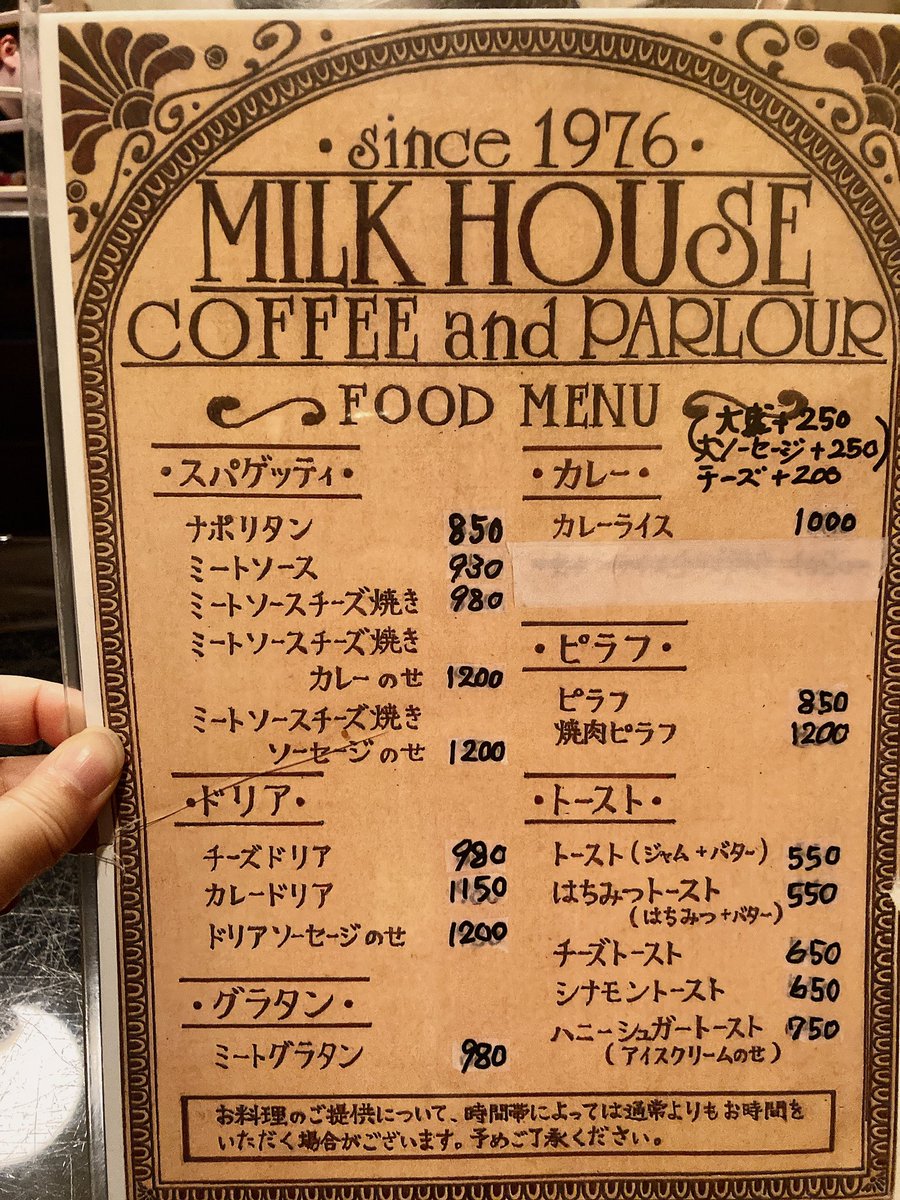 ・since 1976・
MILK HOUSE
COFFEE and PARLOUR
FOOD MENU
・スパゲッティ・
ナポリタン 850
ミートソース 930
ミートソースチーズ焼き 980
ミートソースチーズ焼き
カレーのせ 1200
ミートソースチーズ焼き
ソーセージのせ 1200
・ドリア・
チーズドリア 980
カレードリア 1150
ドリアソーセージのせ 1200
・グラタン・
ミートグラタン 980
・カレー・
(大盛+250
大ソーセージ+250)
チーズ+200
カレーライス 1000
・ピラフ・
ピラフ 850
焼肉ピラフ 1200
・トースト・
トースト(ジャム+バター) 550
はちみつトースト 550
(はちみつ+バター)
チーズトースト 650
シナモントースト 650
ハニーシュガートースト 750
(アイスクリームのせ)
お料理のご提供について、時間帯によっては通常よりもお時間を
いただく場合がございます。予めご了承ください。